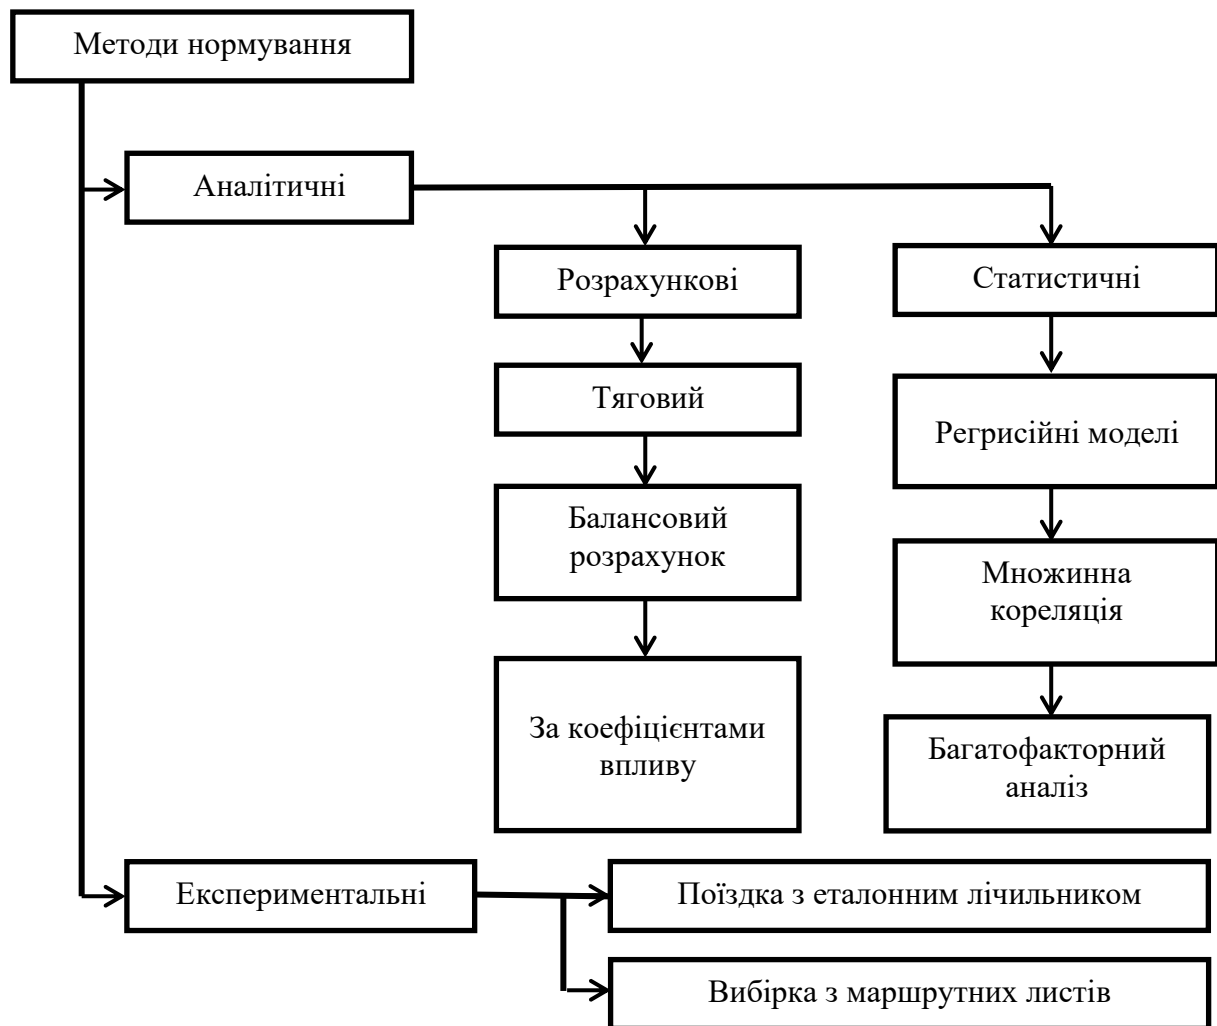 Методи нормування
Аналітичні
Розрахункові
Статистичні
Тяговий
Регрисійні моделі
Балансовий
розрахунок
Множинна
кореляція
За коефіцієнтами
впливу
Багатофакторний
аналіз
Експериментальні
Поїздка з еталонним лічильником
Вибірка з маршрутних листів